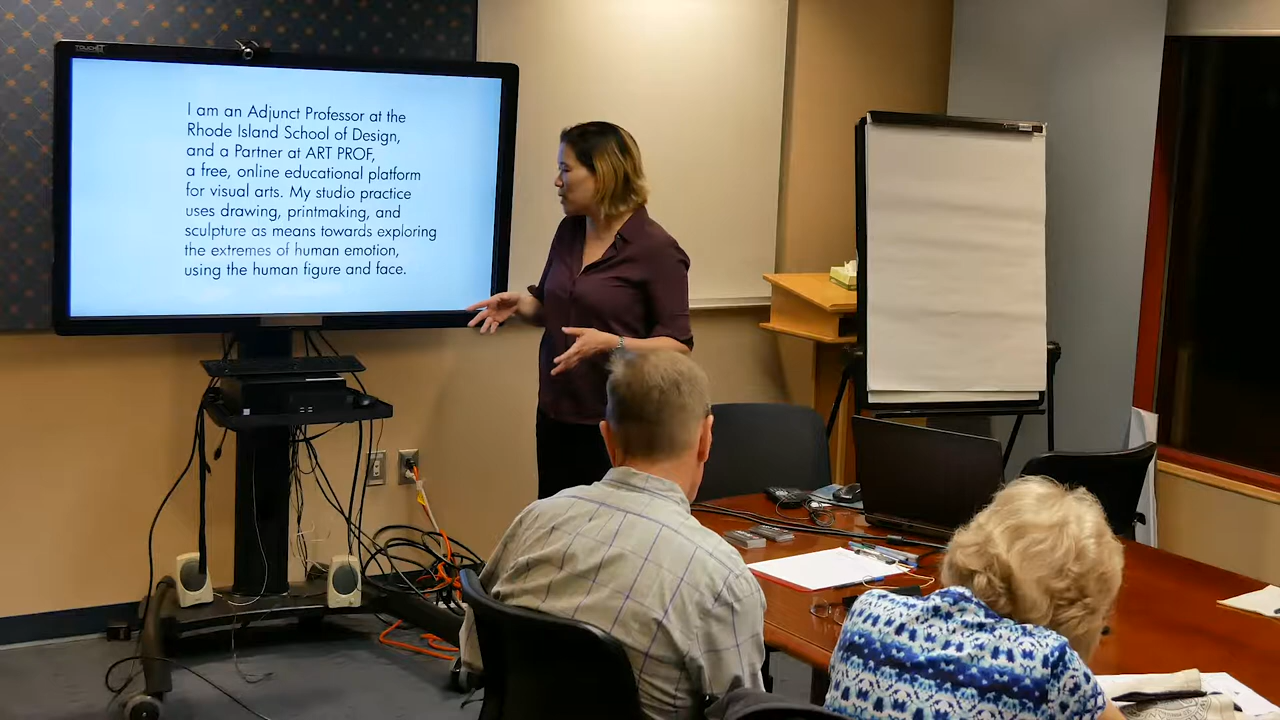 I am an Adjunct Professor at the
Rhode Island School of Design,
and a Partner at ART PROF,
a free, online educational platform
for visual arts. My studio practice
uses drawing, printmaking, and
sculpture as means towards exploring
the extremes of human emotion,
using the human figure and face.